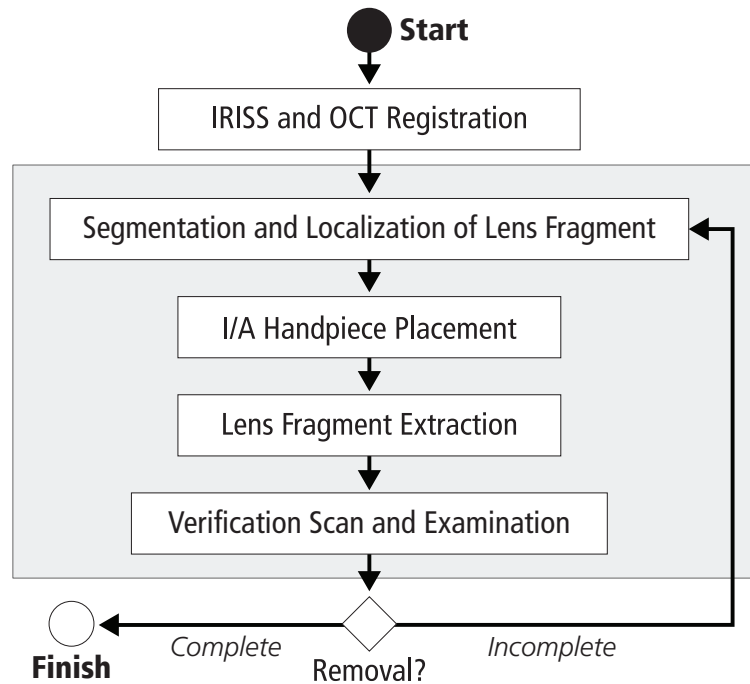 Start
IRISS and OCT Registration
Segmentation and Localization of Lens Fragment
I/A Handpiece Placement
Lens Fragment Extraction
Verification Scan and Examination
Complete
Incomplete
Finish
Removal?